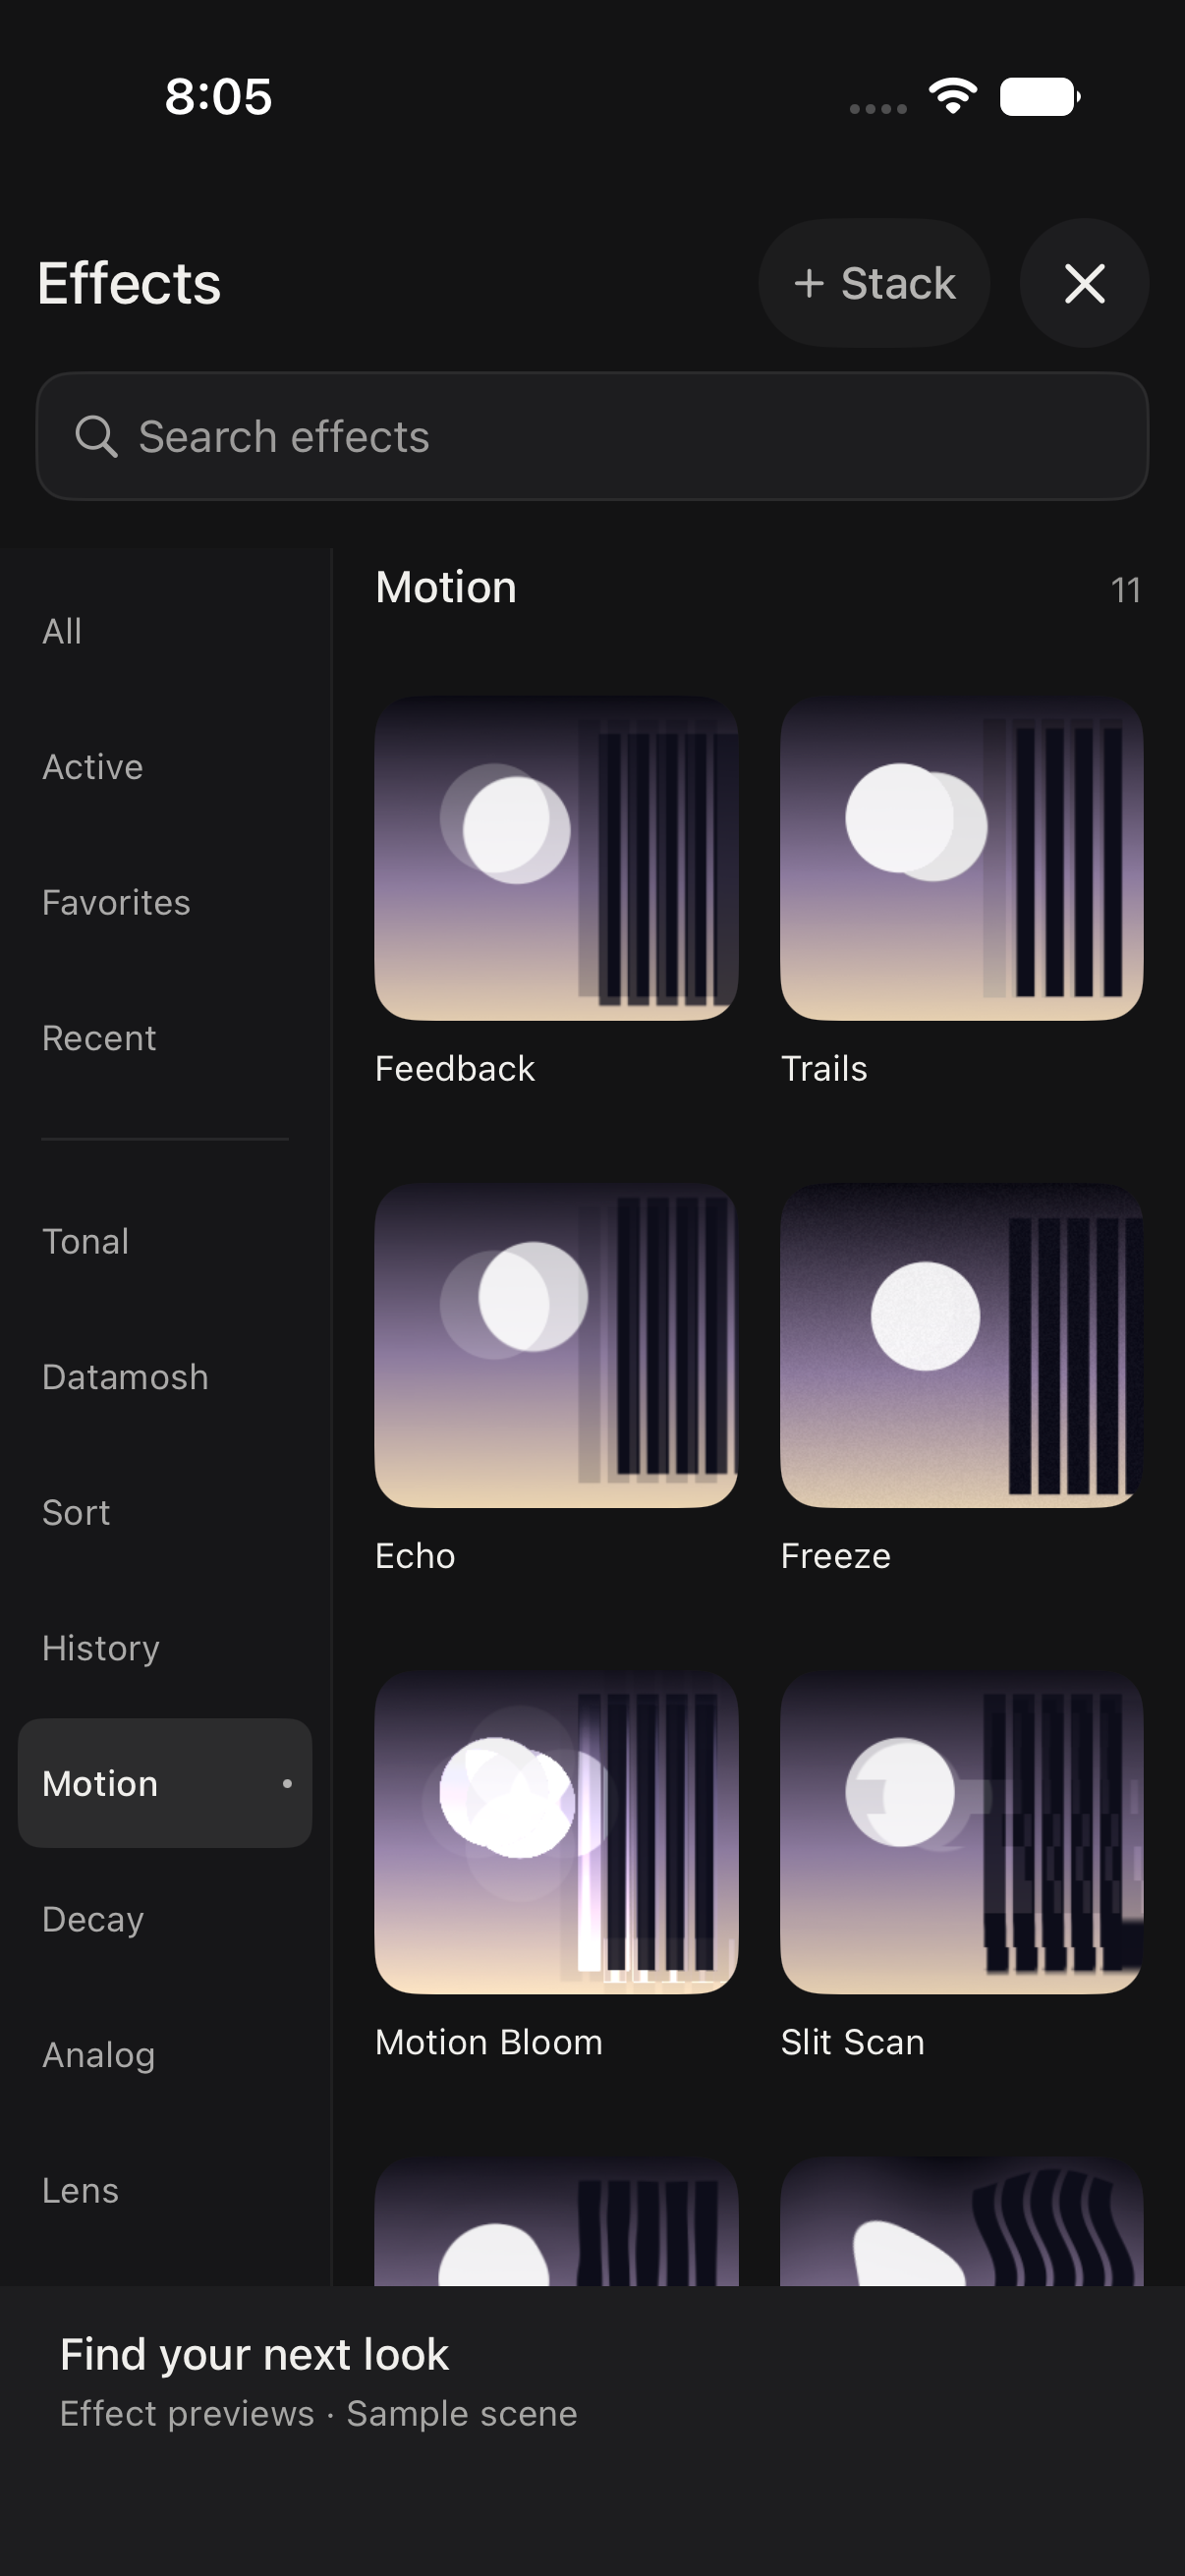 8:05
Effects
+ Stack
Search effects
All
Active
Favorites
Recent
Tonal
Datamosh
Sort
History
Motion
Decay
Analog
Lens
Motion
11
Feedback
Trails
Echo
Freeze
Motion Bloom
Slit Scan
Find your next look
Effect previews · Sample scene